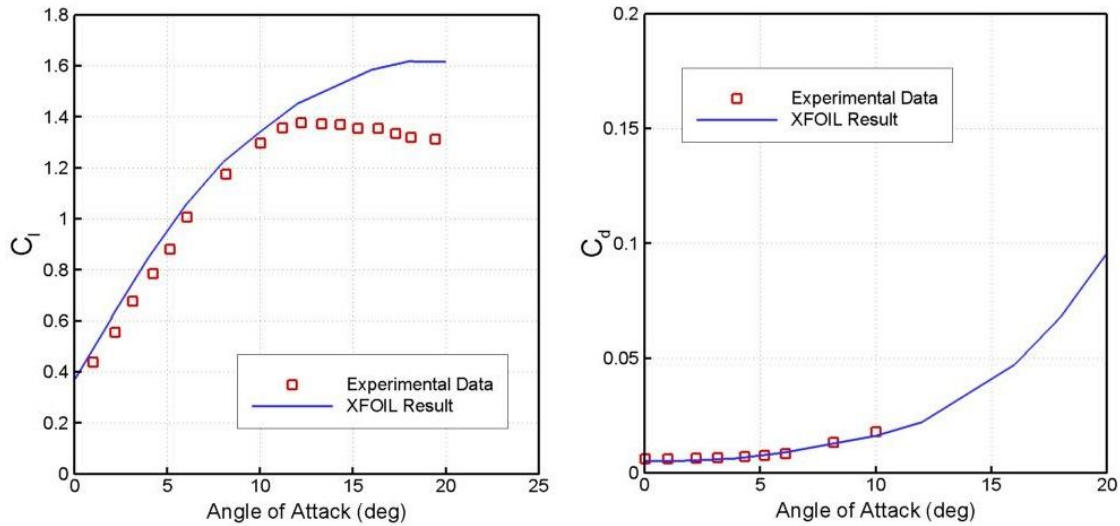 1.8
1.6
1.4
1.2
1
0.8
0.6
0.4
0.2
0
C_l
Experimental Data
XFOIL Result
0 5 10 15 20 25
Angle of Attack (deg)
0.2
0.15
0.1
0.05
0
C_d
Experimental Data
XFOIL Result
0 5 10 15 20
Angle of Attack (deg)